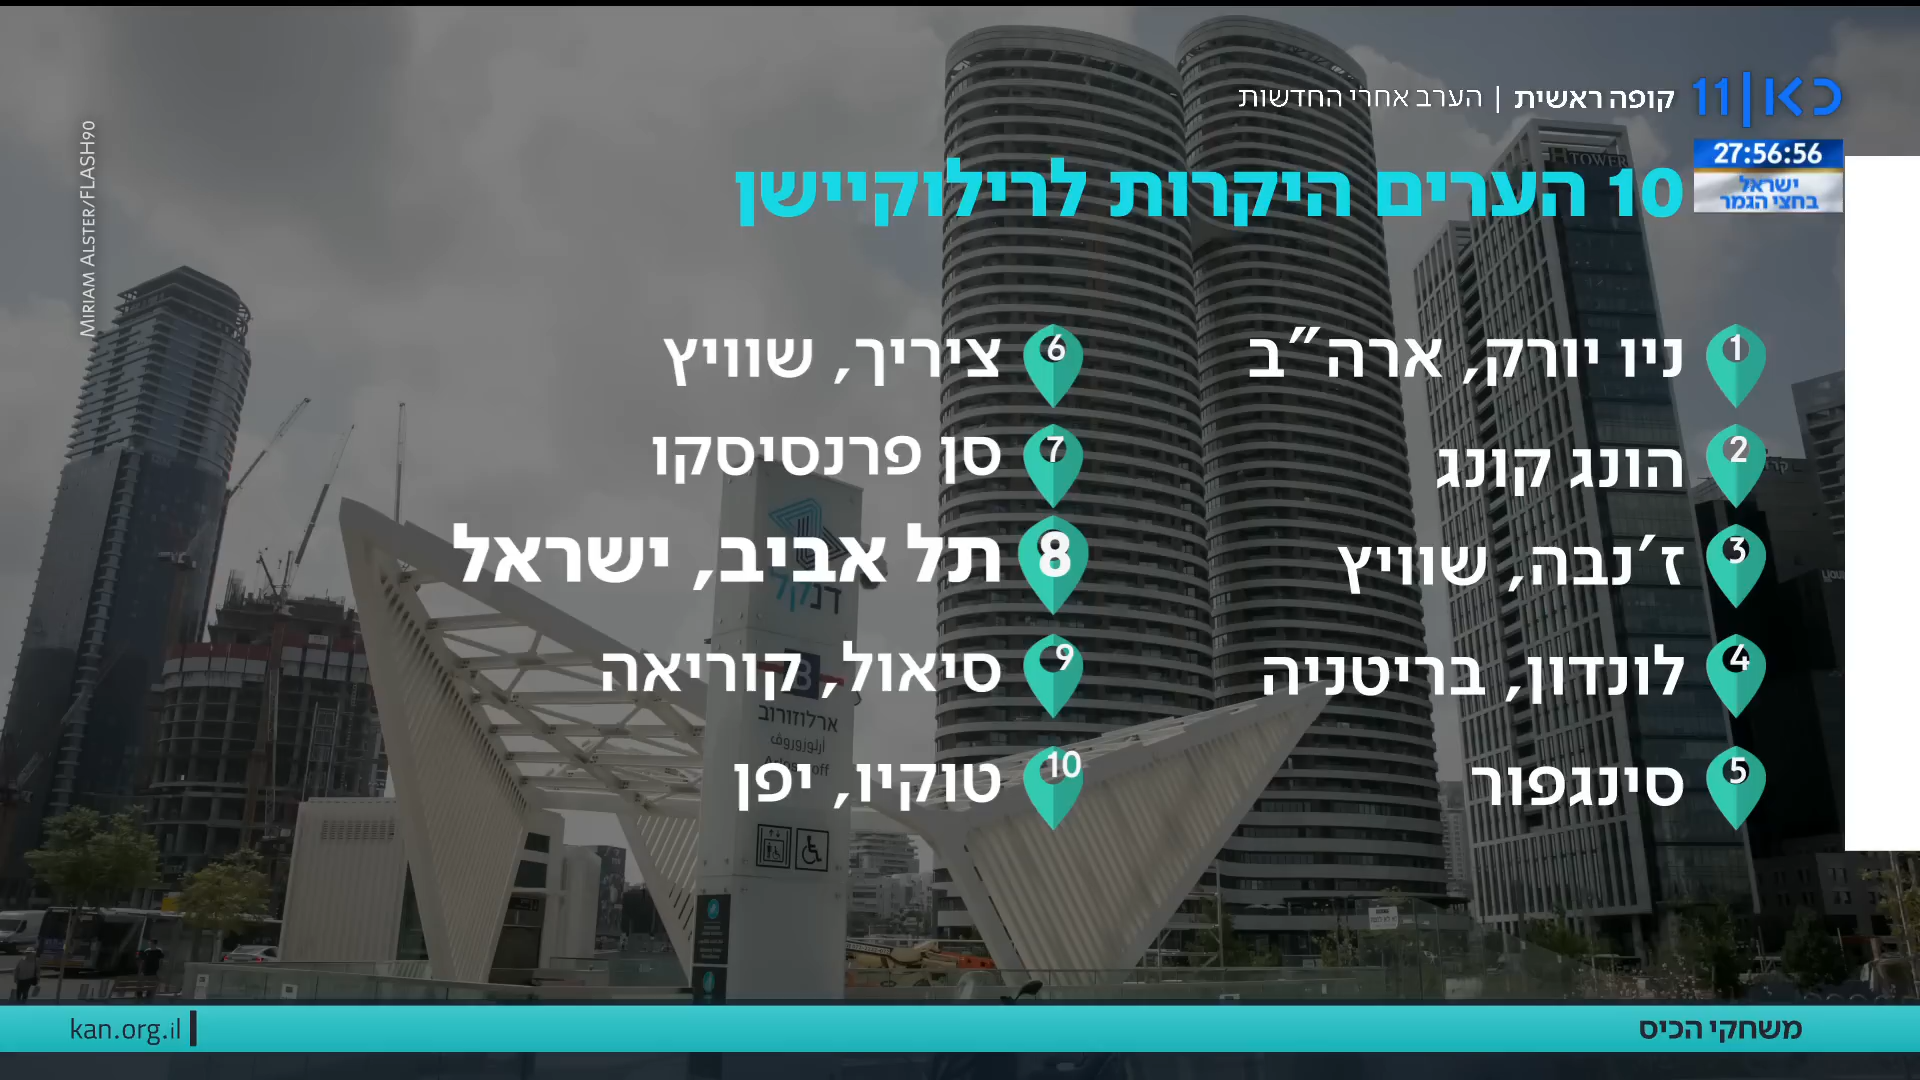 כאן 11
קופה ראשית | הערב אחרי החדשות
27:56:56
ישראל
בחצי הגמר
10 הערים היקרות לרילוקיישן
1 ניו יורק, ארה"ב
2 הונג קונג
3 ז'נבה, שוויץ
4 לונדון, בריטניה
5 סינגפור
6 ציריך, שוויץ
7 סן פרנסיסקו
8 תל אביב, ישראל
9 סיאול, קוריאה
10 טוקיו, יפן
MIRIAM ALSTER/FLASH90
H TOWER
דנקל
B
ארלוזורוב
أرلوزوروف
משחקי הכיס
kan.org.il